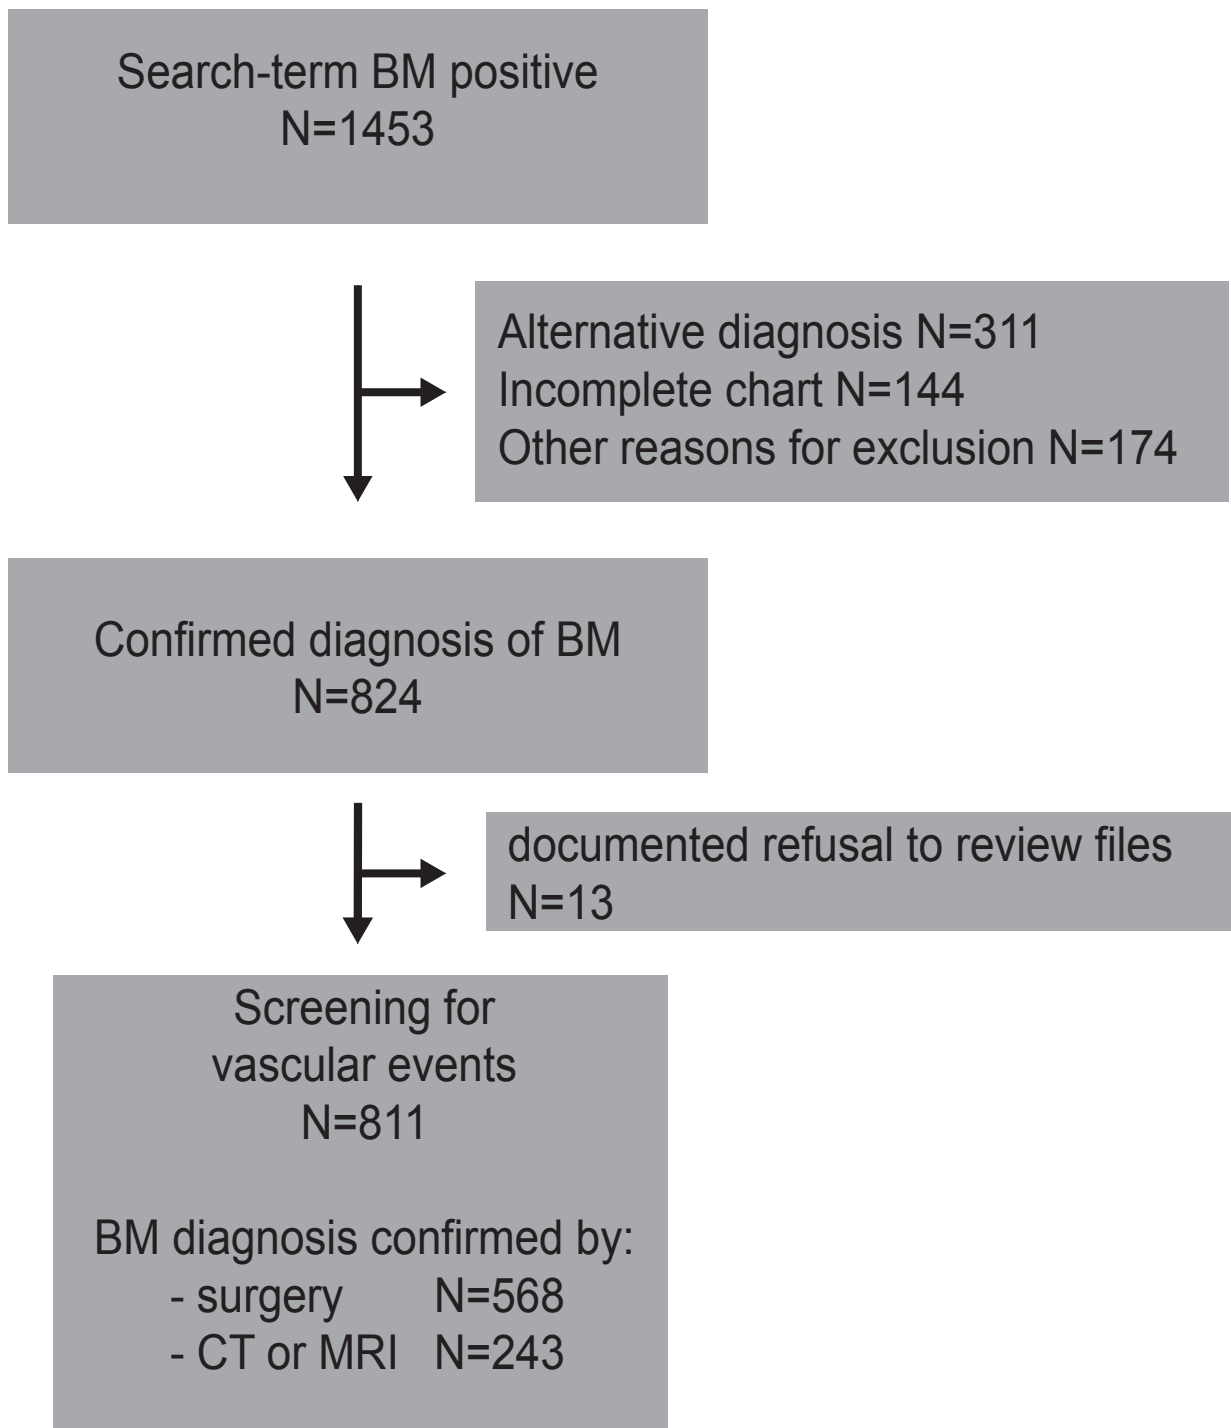 Search-term BM positive
N=1453
Alternative diagnosis N=311
Incomplete chart N=144
Other reasons for exclusion N=174
Confirmed diagnosis of BM
N=824
documented refusal to review files
N=13
Screening for
vascular events
N=811
BM diagnosis confirmed by:
- surgery N=568
- CT or MRI N=243